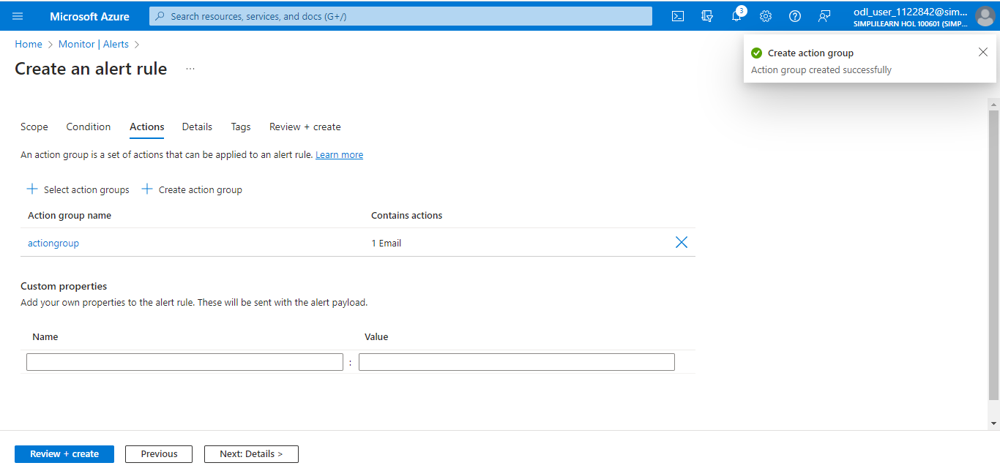 Microsoft Azure
Search resources, services, and docs (G+/)
3
odl_user_1122842@sim...
SIMPLILEARN HOL 100601 (SIMP...
Home > Monitor | Alerts >
Create an alert rule ...
Create action group
Action group created successfully
Scope Condition Actions Details Tags Review + create
An action group is a set of actions that can be applied to an alert rule. Learn more
+ Select action groups + Create action group
Action group name Contains actions
actiongroup 1 Email
Custom properties
Add your own properties to the alert rule. These will be sent with the alert payload.
Name Value
:
Review + create Previous Next: Details >